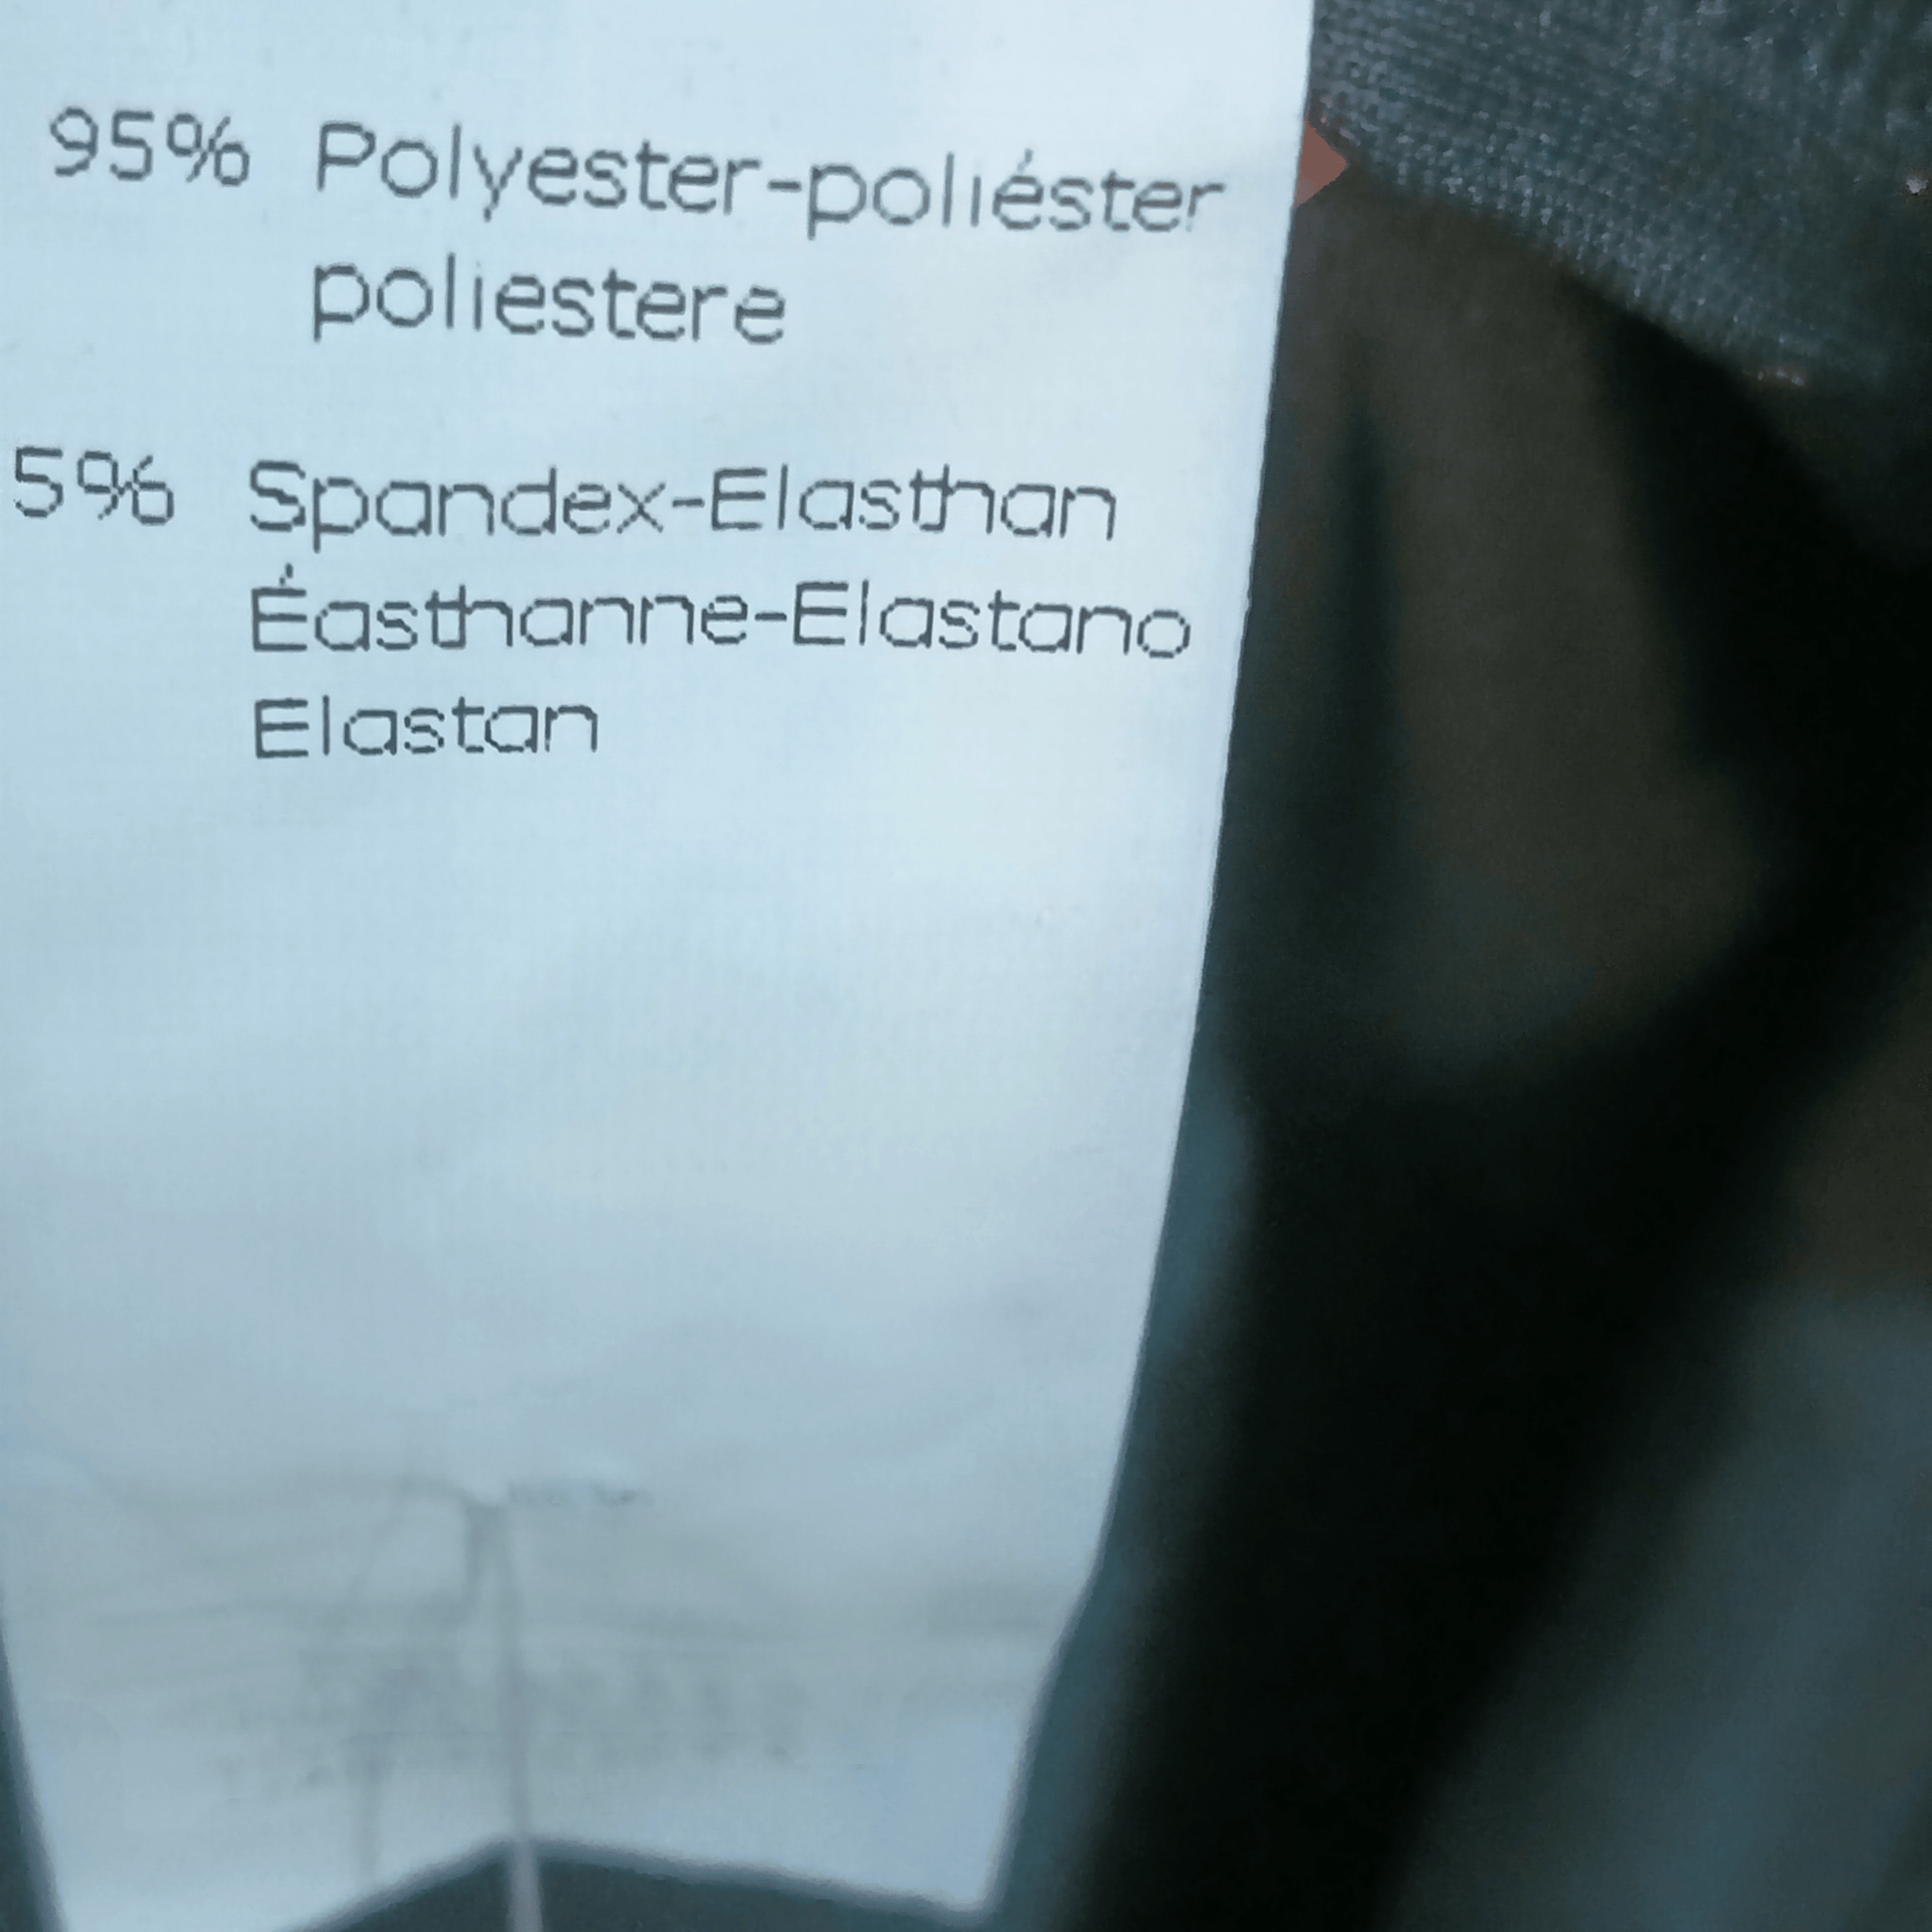 95% Polyester-poliéster
poliestere
5% Spandex-Elasthan
Éasthanne-Elastano
Elastan